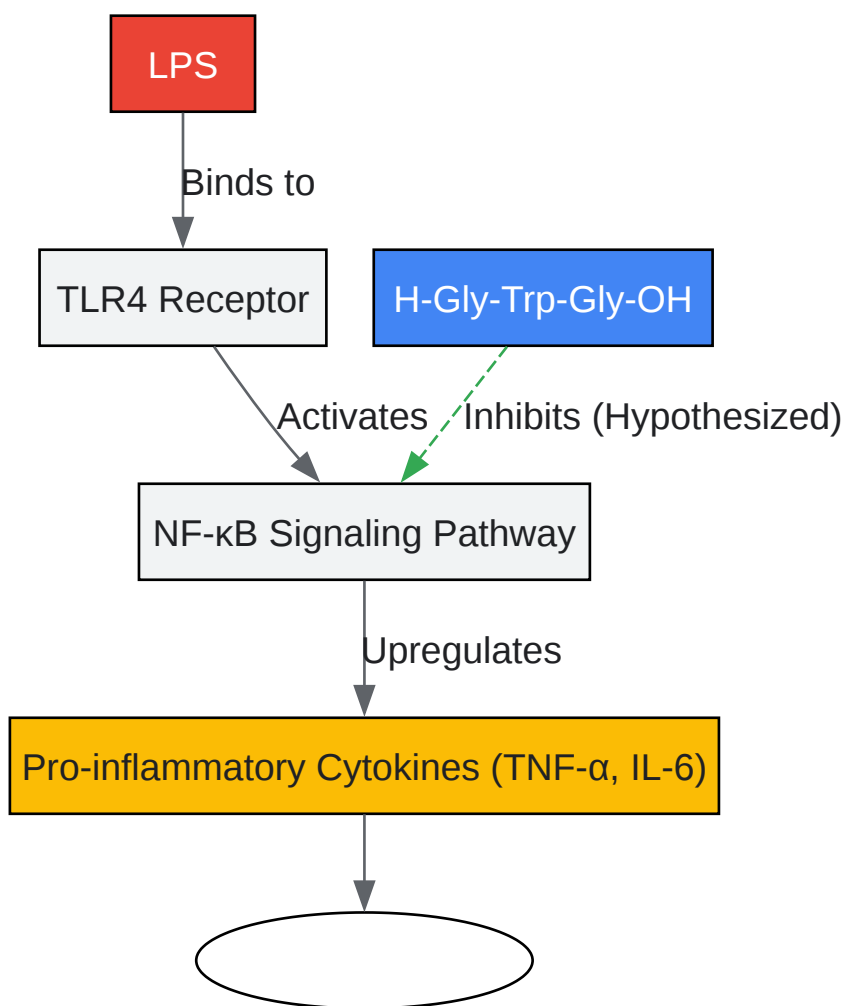 LPS
Binds to
TLR4 Receptor
H-Gly-Trp-Gly-OH
Activates
Inhibits (Hypothesized)
NF-κB Signaling Pathway
Upregulates
Pro-inflammatory Cytokines (TNF-α, IL-6)